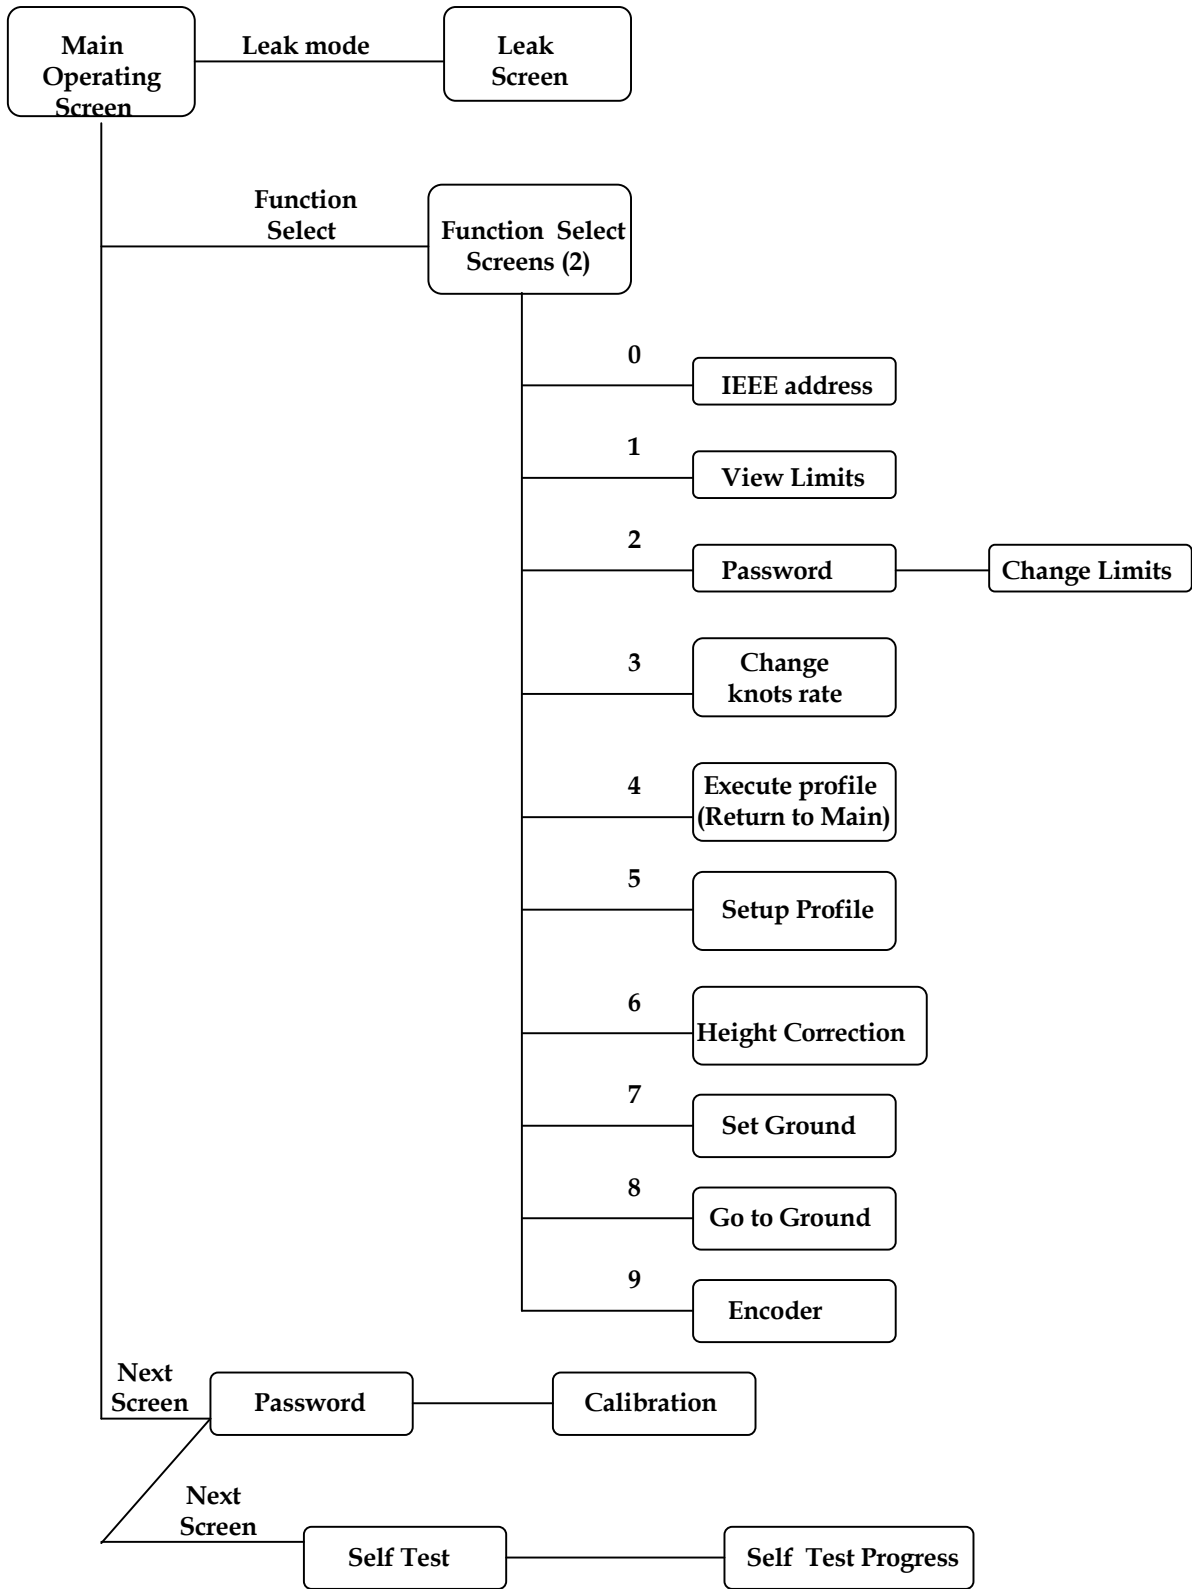 Main
Operating
Screen
Leak mode
Leak
Screen
Function
Select
Function Select
Screens (2)
0
IEEE address
1
View Limits
2
Password
Change Limits
3
Change
knots rate
4
Execute profile
(Return to Main)
5
Setup Profile
6
Height Correction
7
Set Ground
8
Go to Ground
9
Encoder
Next
Screen
Password
Calibration
Next
Screen
Self Test
Self Test Progress